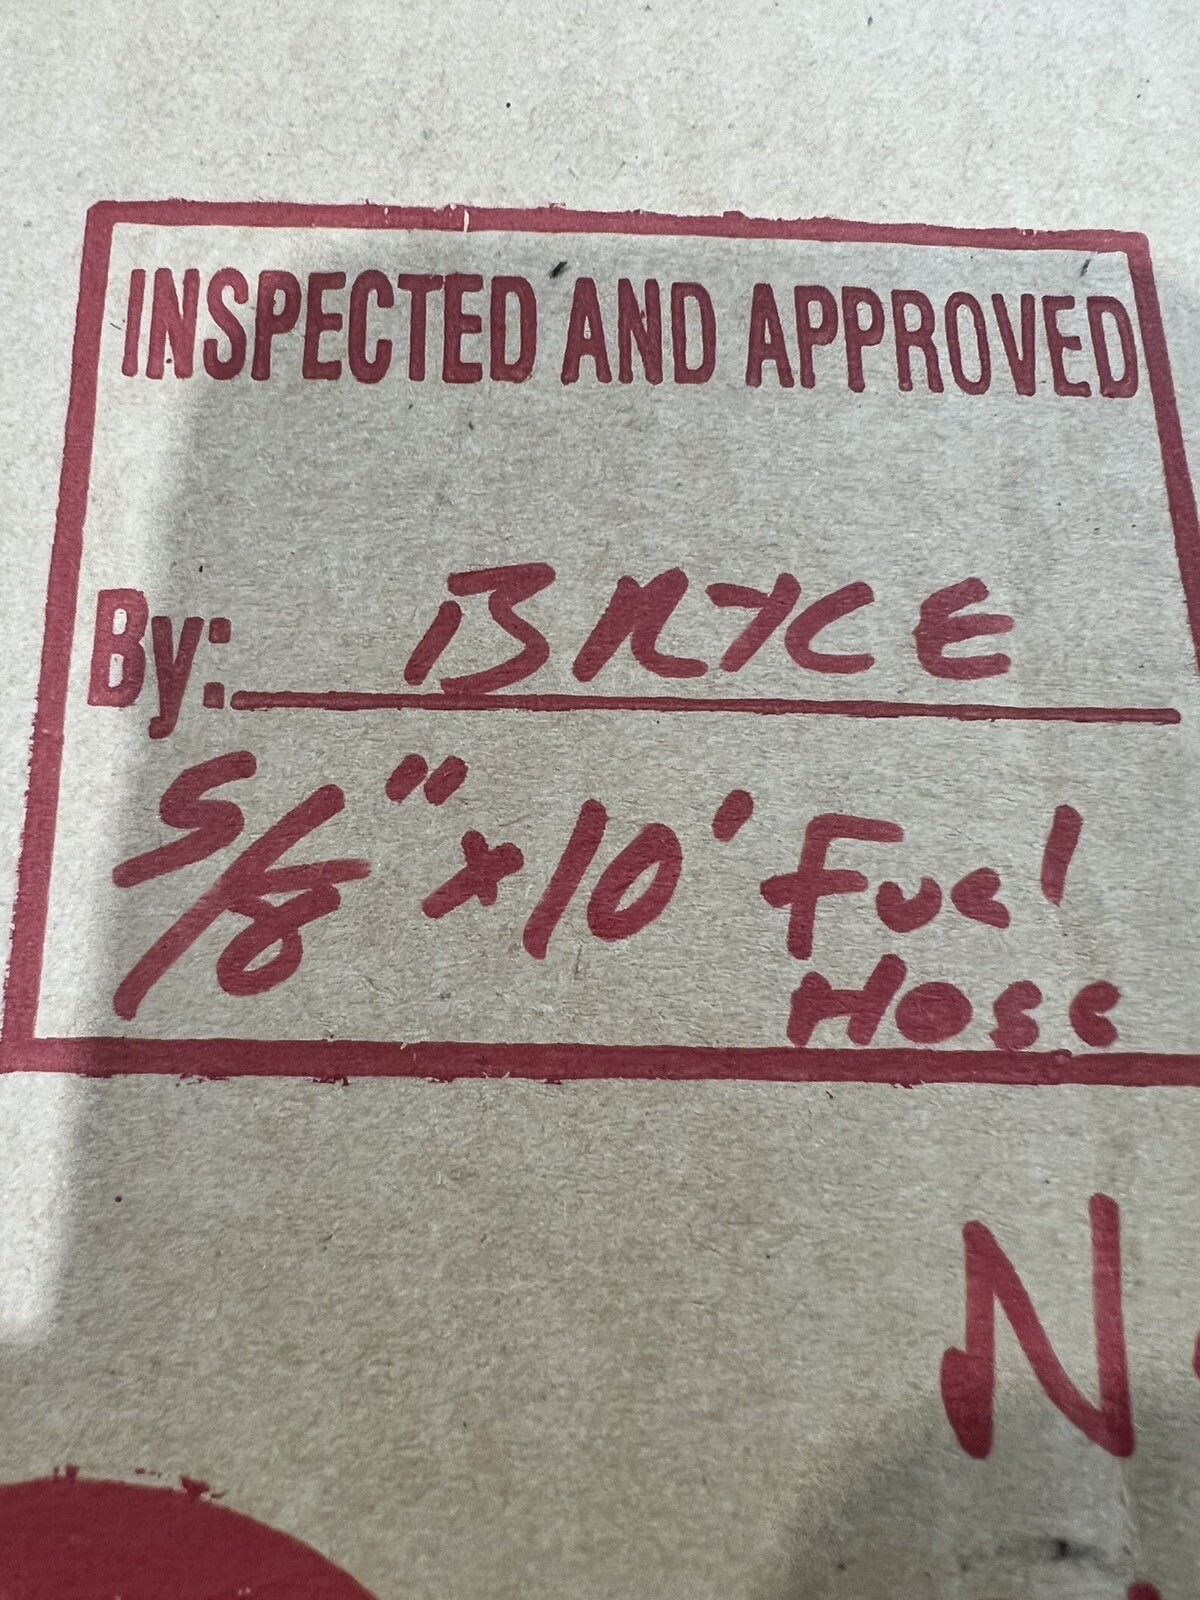 INSPECTED AND APPROVED
By: BRYCE
5/8" x 10' Fuel
Hose
N